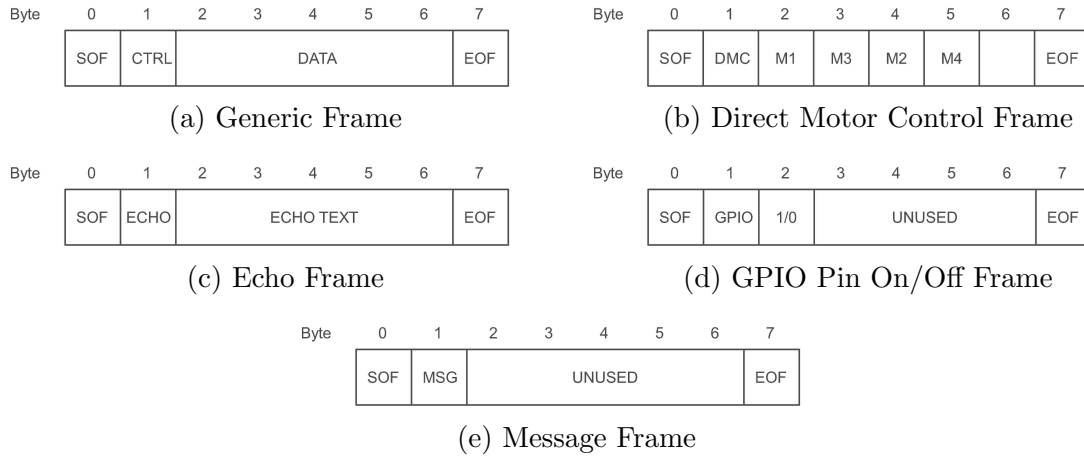 Byte 0 1 2 3 4 5 6 7
SOF CTRL DATA EOF
(a) Generic Frame
Byte 0 1 2 3 4 5 6 7
SOF DMC M1 M3 M2 M4 EOF
(b) Direct Motor Control Frame
Byte 0 1 2 3 4 5 6 7
SOF ECHO ECHO TEXT EOF
(c) Echo Frame
Byte 0 1 2 3 4 5 6 7
SOF GPIO 1/0 UNUSED EOF
(d) GPIO Pin On/Off Frame
Byte 0 1 2 3 4 5 6 7
SOF MSG UNUSED EOF
(e) Message Frame